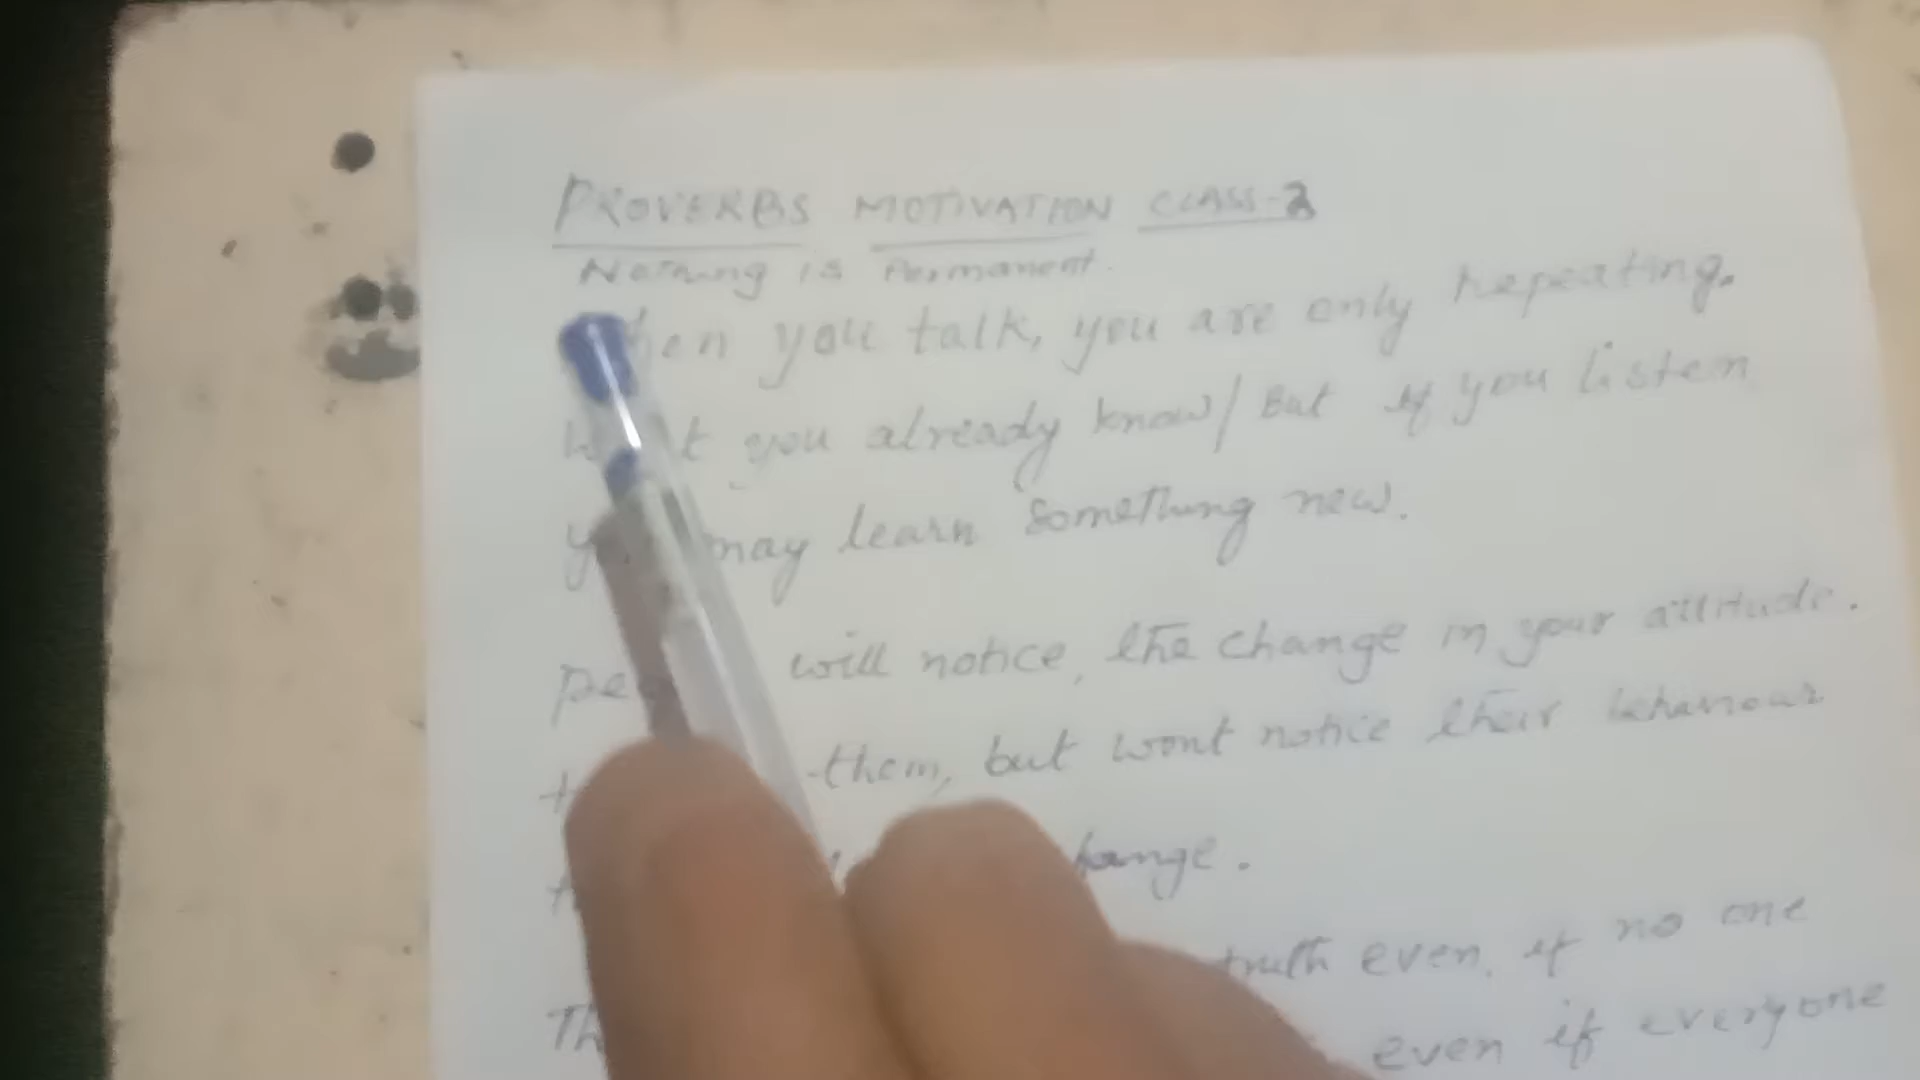 PROVERBS MOTIVATION CLASS-2
Nothing is Permanent.
you talk, you are only repeating.
you already know/ But if you listen
may learn something new.
will notice, the change in your attitude.
them, but wont notice their behaviour
truth even, if no one
even if everyone